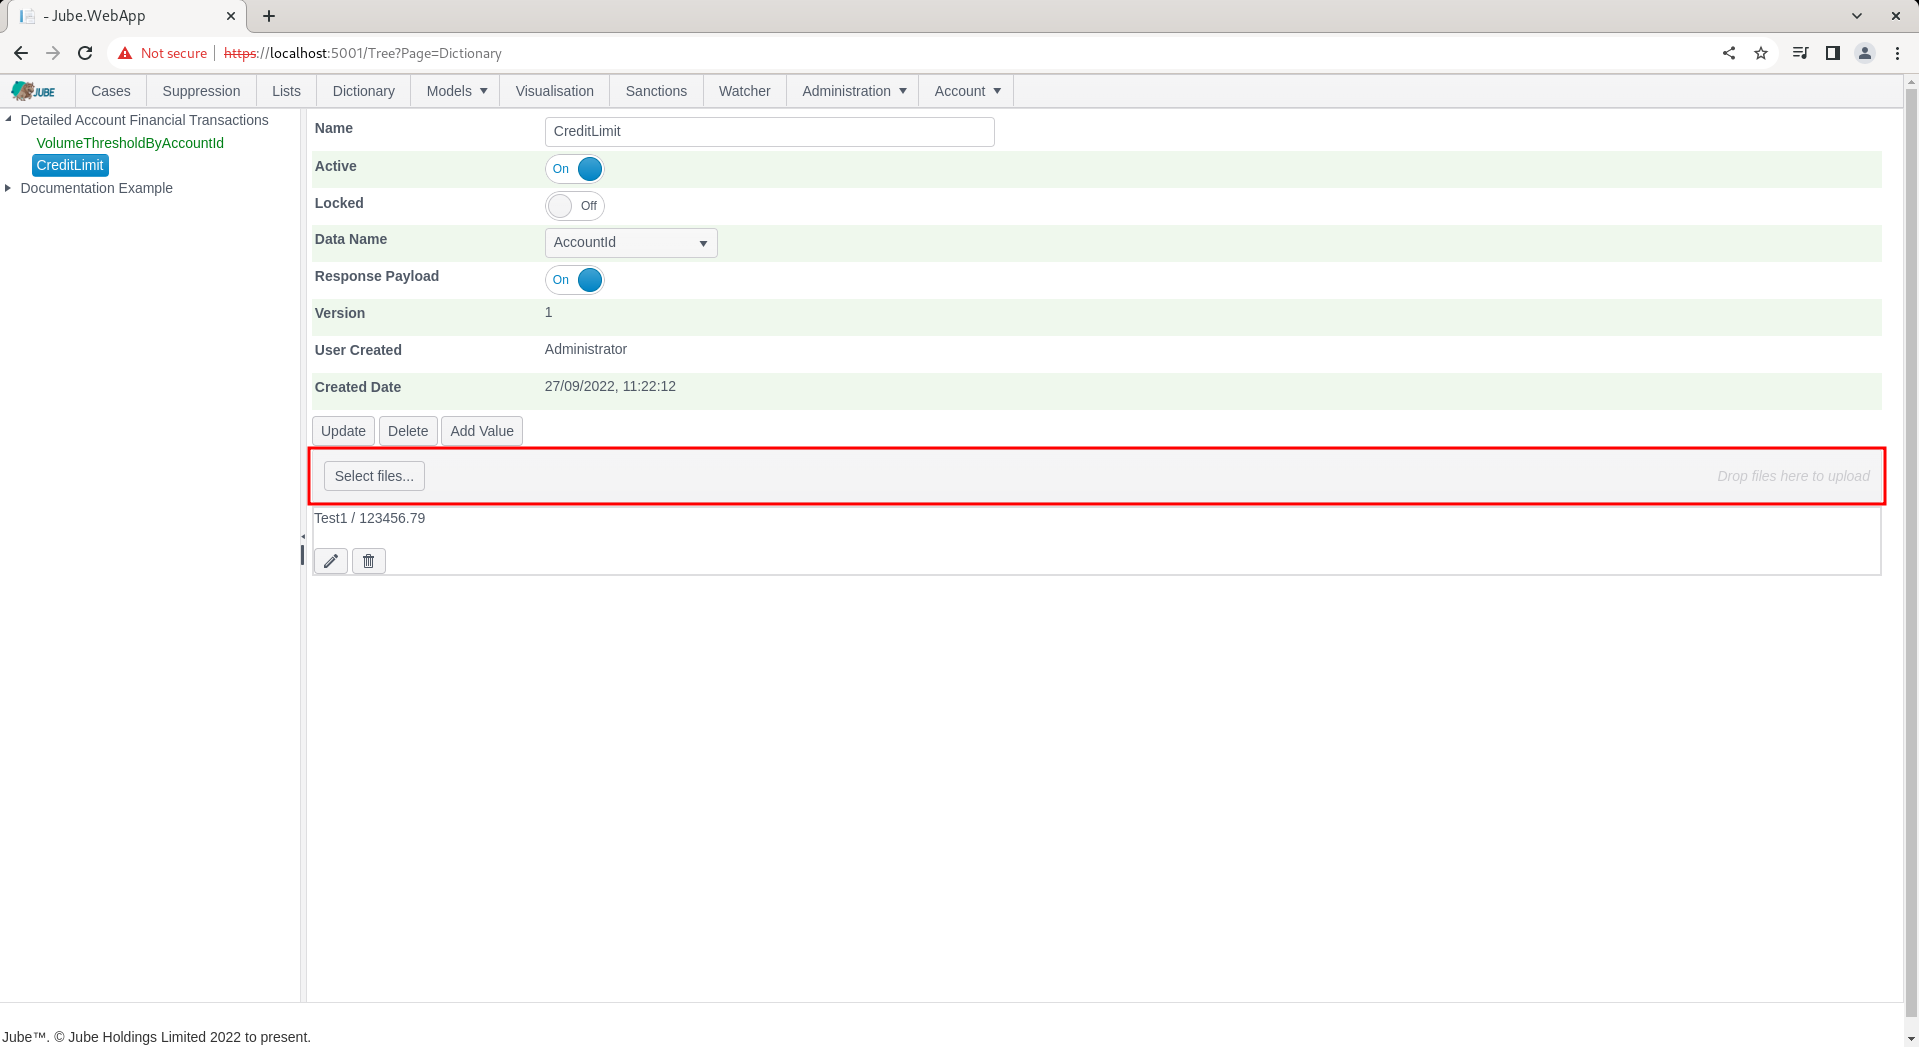 - Jube.WebApp
Not secure https://localhost:5001/Tree?Page=Dictionary
JUBE Cases Suppression Lists Dictionary Models Visualisation Sanctions Watcher Administration Account
Detailed Account Financial Transactions
VolumeThresholdByAccountId
CreditLimit
Documentation Example
Name CreditLimit
Active On
Locked Off
Data Name AccountId
Response Payload On
Version 1
User Created Administrator
Created Date 27/09/2022, 11:22:12
Update Delete Add Value
Select files... Drop files here to upload
Test1 / 123456.79
Jube™. © Jube Holdings Limited 2022 to present.